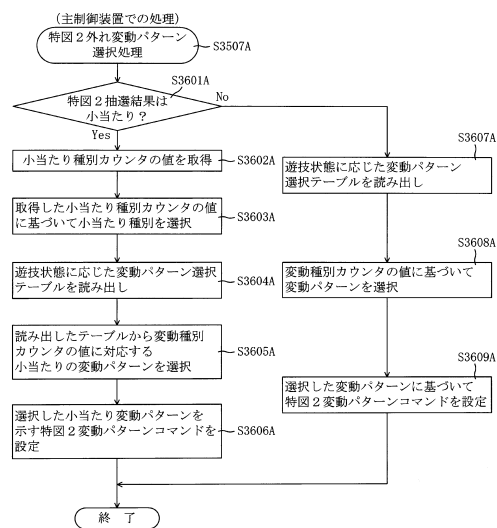 (主制御装置での処理)
特図2外れ変動パターン
選択処理
S3507A
S3601A
特図2抽選結果は
小当たり?
No
Yes
小当たり種別カウンタの値を取得
S3602A
取得した小当たり種別カウンタの値
に基づいて小当たり種別を選択
S3603A
遊技状態に応じた変動パターン選択
テーブルを読み出し
S3604A
読み出したテーブルから変動種別
カウンタの値に対応する
小当たりの変動パターンを選択
S3605A
選択した小当たり変動パターンを
示す特図2変動パターンコマンドを
設定
S3606A
S3607A
遊技状態に応じた変動パターン
選択テーブルを読み出し
S3608A
変動種別カウンタの値に基づいて
変動パターンを選択
S3609A
選択した変動パターンに基づいて
特図2変動パターンコマンドを設定
終 了